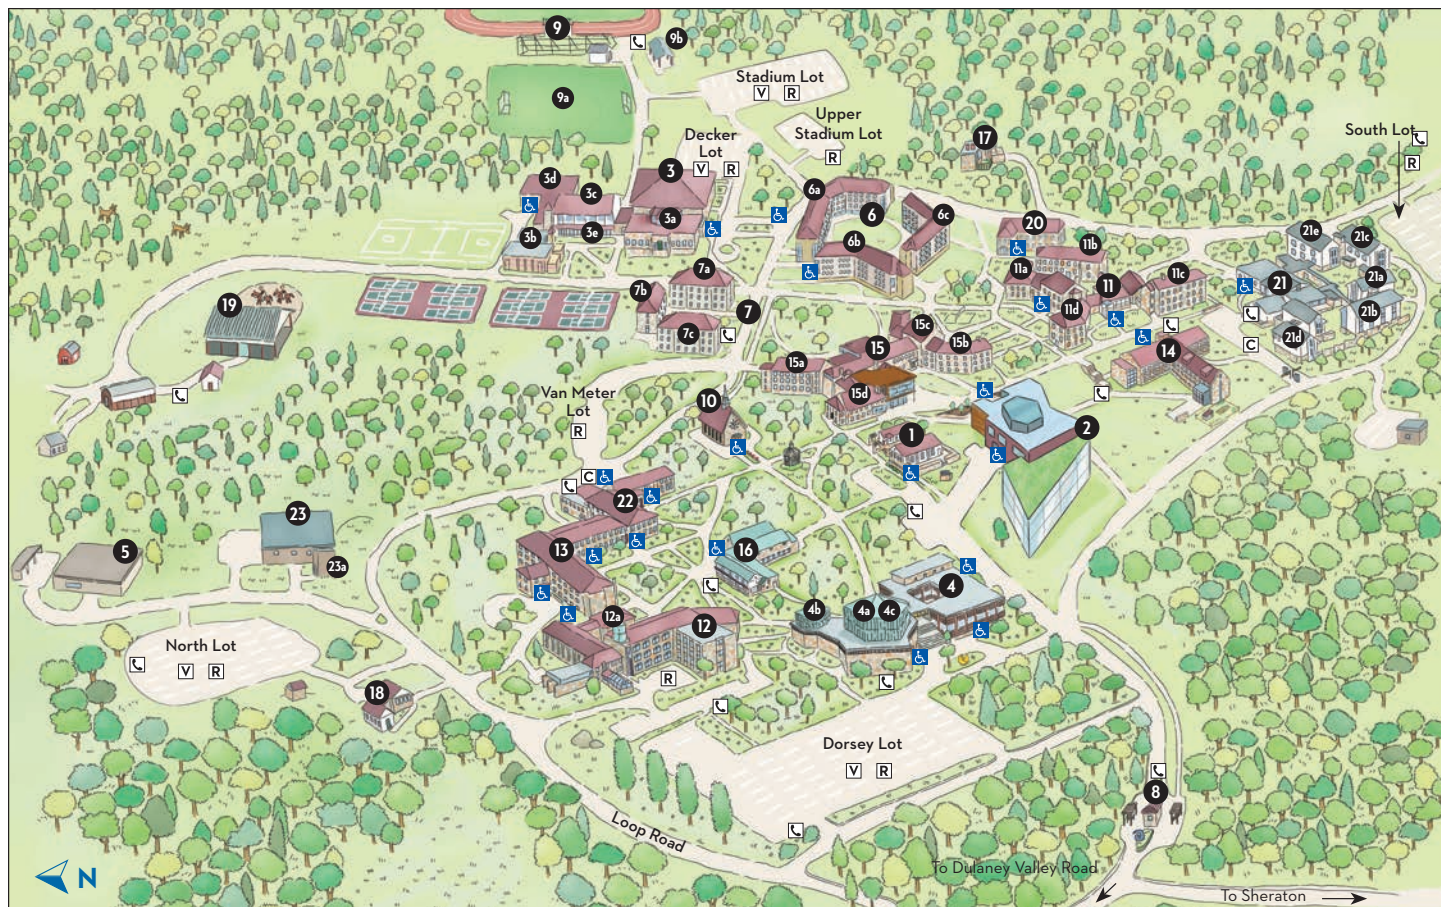 9
9b
Stadium Lot
V R
9a
Upper
Stadium Lot
R
Decker
Lot
V R
17
South Lot
R
3d
3c
3
3a
3b
3e
6a
6
6c
6b
20
11b
11a
11
11c
11d
21e
21c
21
21a
21b
21d
C
19
7a
7b
7
7c
15c
15
15b
15a
15d
14
Van Meter
Lot
R
10
1
2
C
22
23
5
23a
13
16
4
4b
4a
4c
12a
12
R
North Lot
V R
18
Dorsey Lot
V R
8
Loop Road
To Dulaney Valley Road
To Sheraton
N